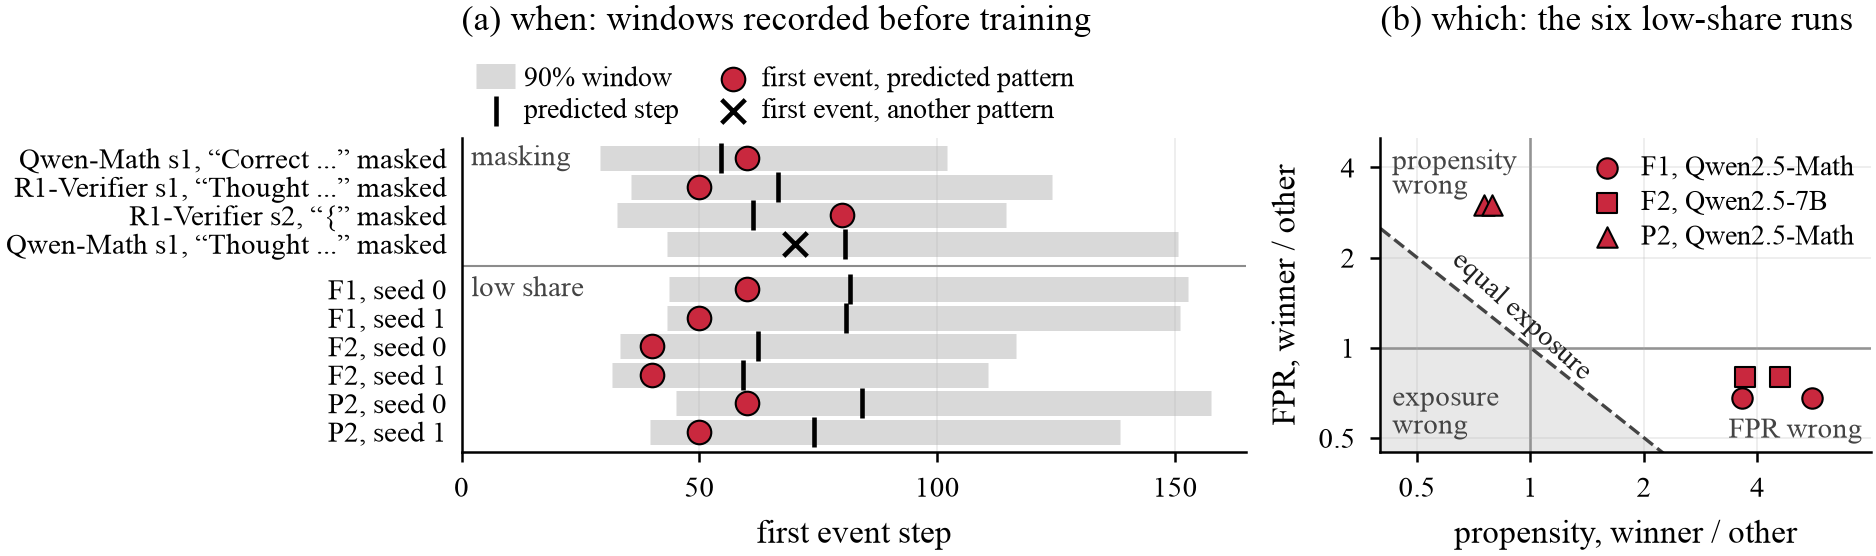 (a) when: windows recorded before training
90% window
first event, predicted pattern
predicted step
first event, another pattern
Qwen-Math s1, “Correct ...” masked
masking
R1-Verifier s1, “Thought ...” masked
R1-Verifier s2, “{” masked
Qwen-Math s1, “Thought ...” masked
F1, seed 0
low share
F1, seed 1
F2, seed 0
F2, seed 1
P2, seed 0
P2, seed 1
0
50
100
150
first event step
(b) which: the six low-share runs
FPR, winner / other
4
2
1
0.5
propensity
wrong
F1, Qwen2.5-Math
F2, Qwen2.5-7B
P2, Qwen2.5-Math
equal exposure
exposure
wrong
FPR wrong
0.5
1
2
4
propensity, winner / other